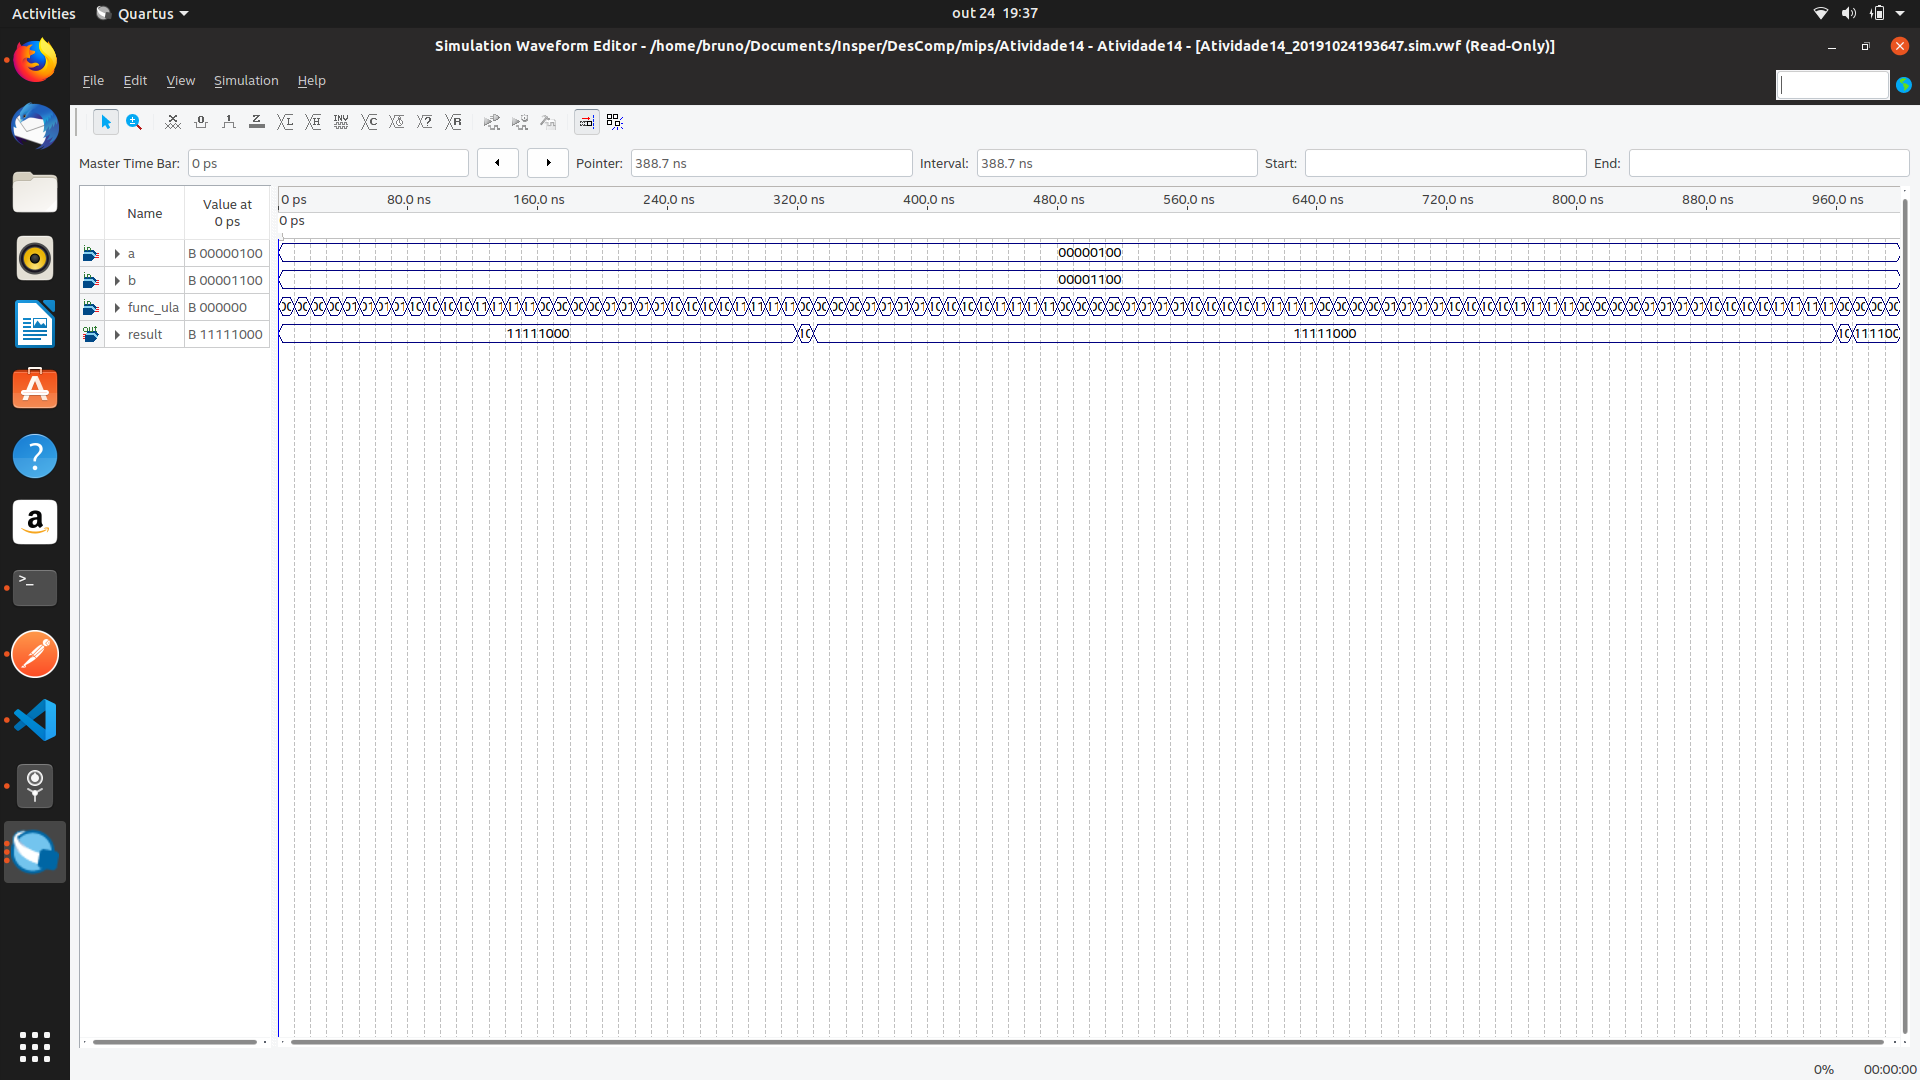 Activities Quartus out 24 19:37
Simulation Waveform Editor - /home/bruno/Documents/Insper/DesComp/mips/Atividade14 - Atividade14 - [Atividade14_20191024193647.sim.vwf (Read-Only)]
File Edit View Simulation Help
Master Time Bar: 0 ps Pointer: 388.7 ns Interval: 388.7 ns Start: End:
Name Value at 0 ps
0 ps 80.0 ns 160.0 ns 240.0 ns 320.0 ns 400.0 ns 480.0 ns 560.0 ns 640.0 ns 720.0 ns 800.0 ns 880.0 ns 960.0 ns
0 ps
a B 00000100 00000100
b B 00001100 00001100
func_ula B 000000
result B 11111000 11111000 11111000
0% 00:00:00